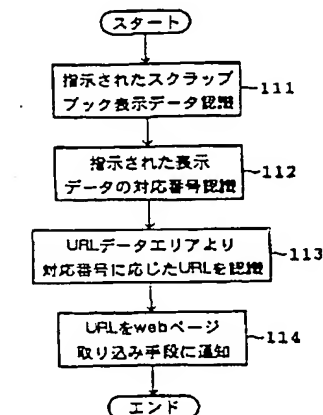 スタート
指示されたスクラップ
ブック表示データ認識
111
指示された表示
データの対応番号認識
112
URLデータエリアより
対応番号に応じたURLを認識
113
URLをwebページ
取り込み手段に通知
114
エンド